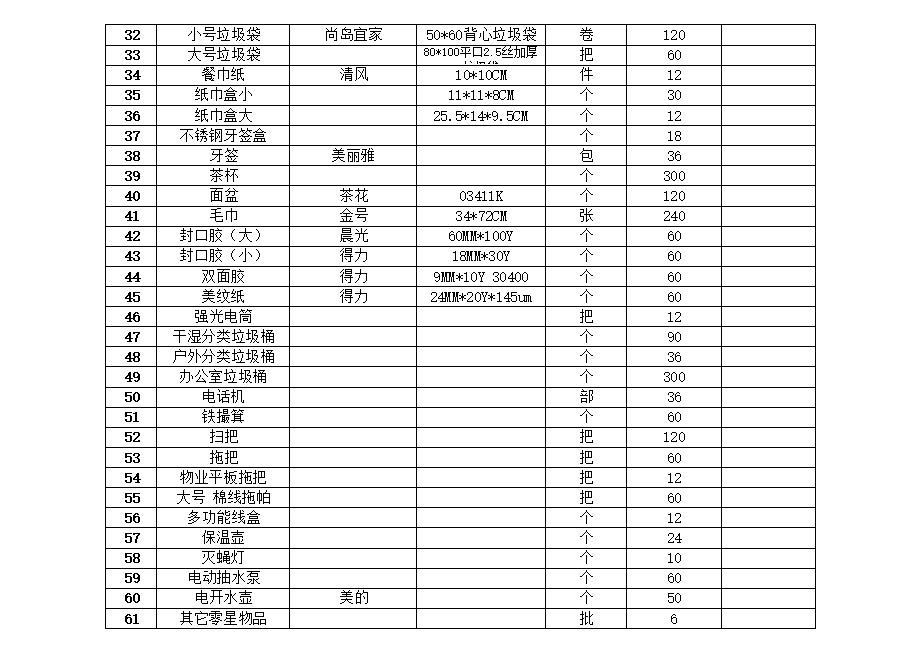 32 小号垃圾袋 尚岛宜家 50*60背心垃圾袋 卷 120
33 大号垃圾袋 80*100平口2.5丝加厚 把 60
34 餐巾纸 清风 10*10CM 件 12
35 纸巾盒小 11*11*8CM 个 30
36 纸巾盒大 25.5*14*9.5CM 个 12
37 不锈钢牙签盒 个 18
38 牙签 美丽雅 包 36
39 茶杯 个 300
40 面盆 茶花 03411K 个 120
41 毛巾 金号 34*72CM 张 240
42 封口胶（大） 晨光 60MM*100Y 个 60
43 封口胶（小） 得力 18MM*30Y 个 60
44 双面胶 得力 9MM*10Y 30400 个 60
45 美纹纸 得力 24MM*20Y*145um 个 60
46 强光电筒 把 12
47 干湿分类垃圾桶 个 90
48 户外分类垃圾桶 个 36
49 办公室垃圾桶 个 300
50 电话机 部 36
51 铁撮箕 个 60
52 扫把 把 120
53 拖把 把 60
54 物业平板拖把 把 12
55 大号 棉线拖帕 把 60
56 多功能线盒 个 12
57 保温壶 个 24
58 灭蝇灯 个 10
59 电动抽水泵 个 60
60 电开水壶 美的 个 50
61 其它零星物品 批 6